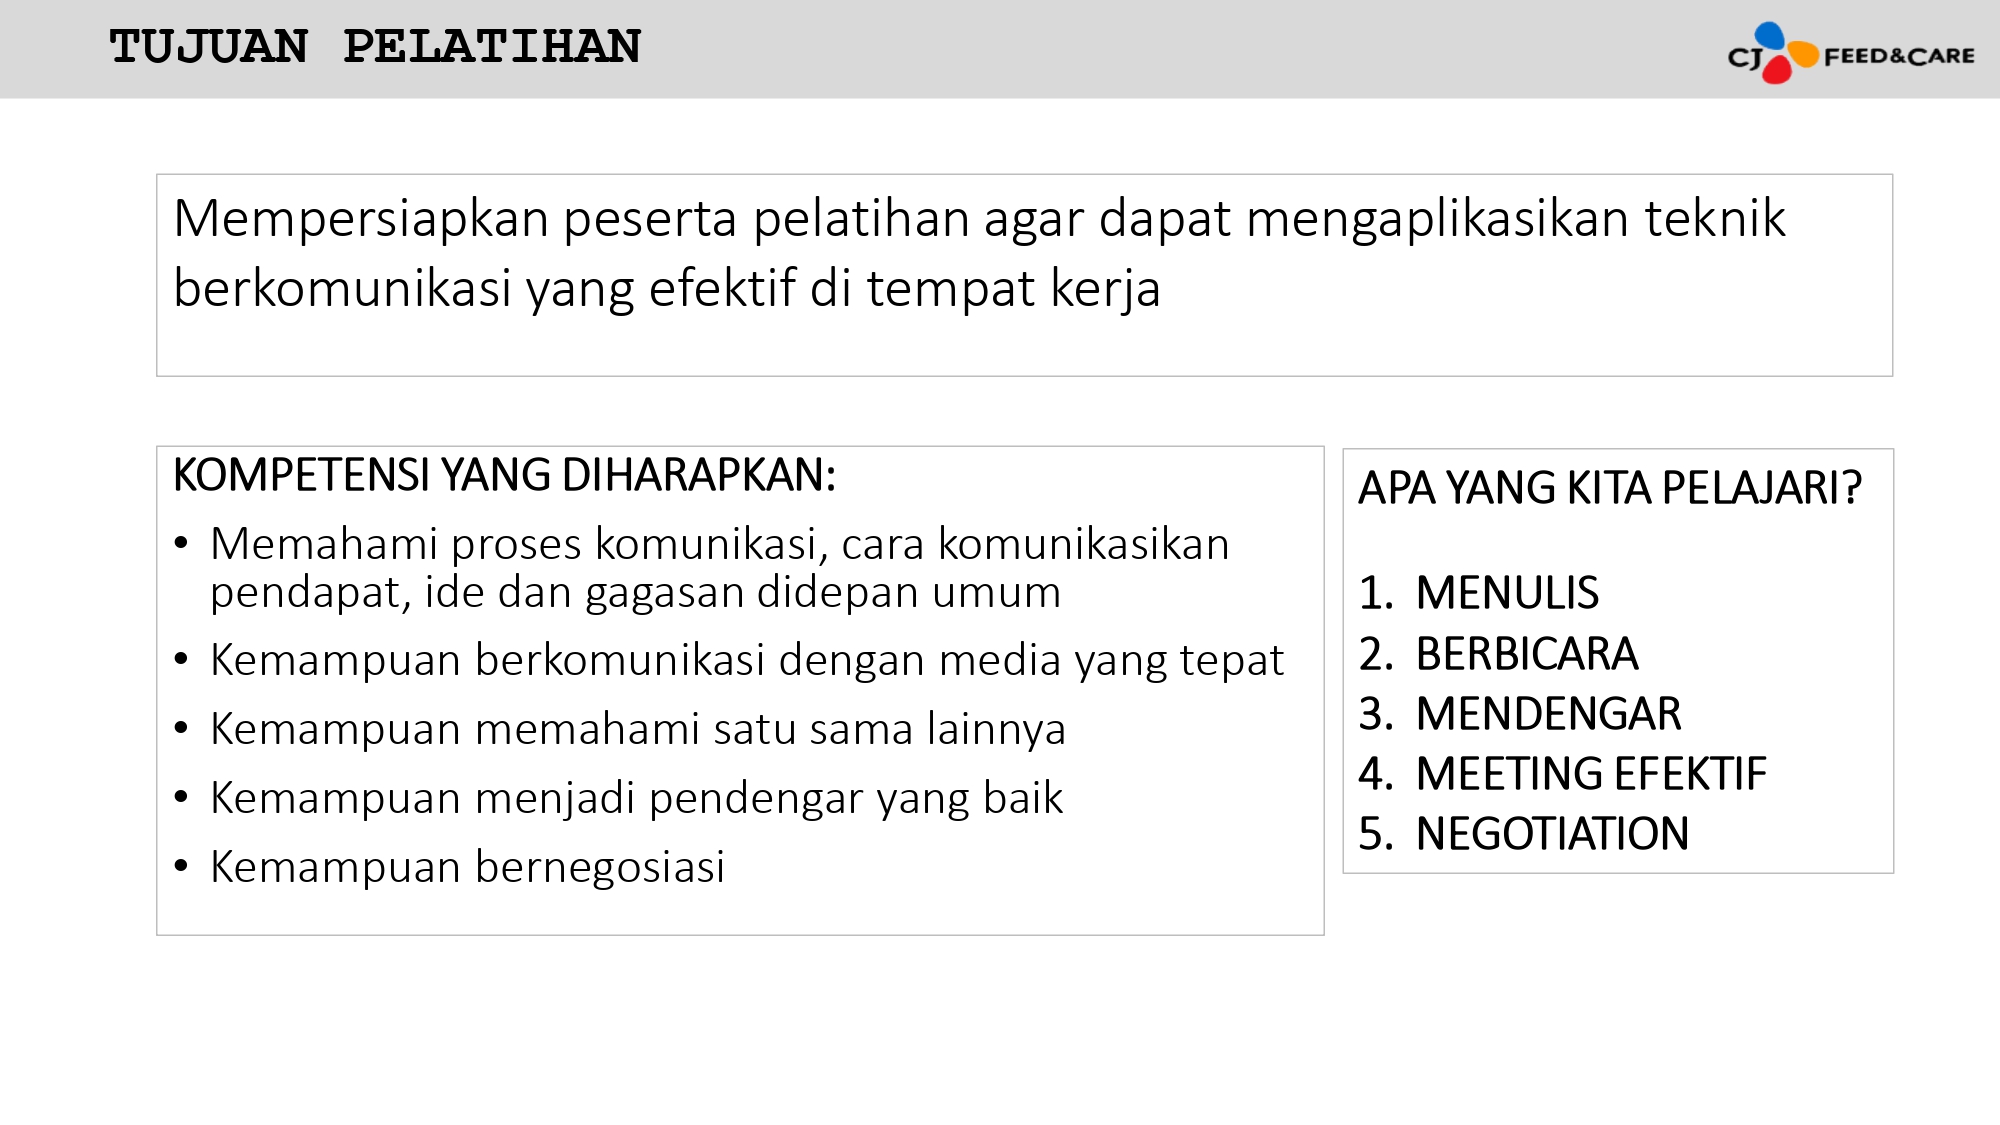 TUJUAN PELATIHAN
CJ FEED&CARE
Mempersiapkan peserta pelatihan agar dapat mengaplikasikan teknik
berkomunikasi yang efektif di tempat kerja
KOMPETENSI YANG DIHARAPKAN:
• Memahami proses komunikasi, cara komunikasikan
pendapat, ide dan gagasan didepan umum
• Kemampuan berkomunikasi dengan media yang tepat
• Kemampuan memahami satu sama lainnya
• Kemampuan menjadi pendengar yang baik
• Kemampuan bernegosiasi
APA YANG KITA PELAJARI?
1. MENULIS
2. BERBICARA
3. MENDENGAR
4. MEETING EFEKTIF
5. NEGOTIATION